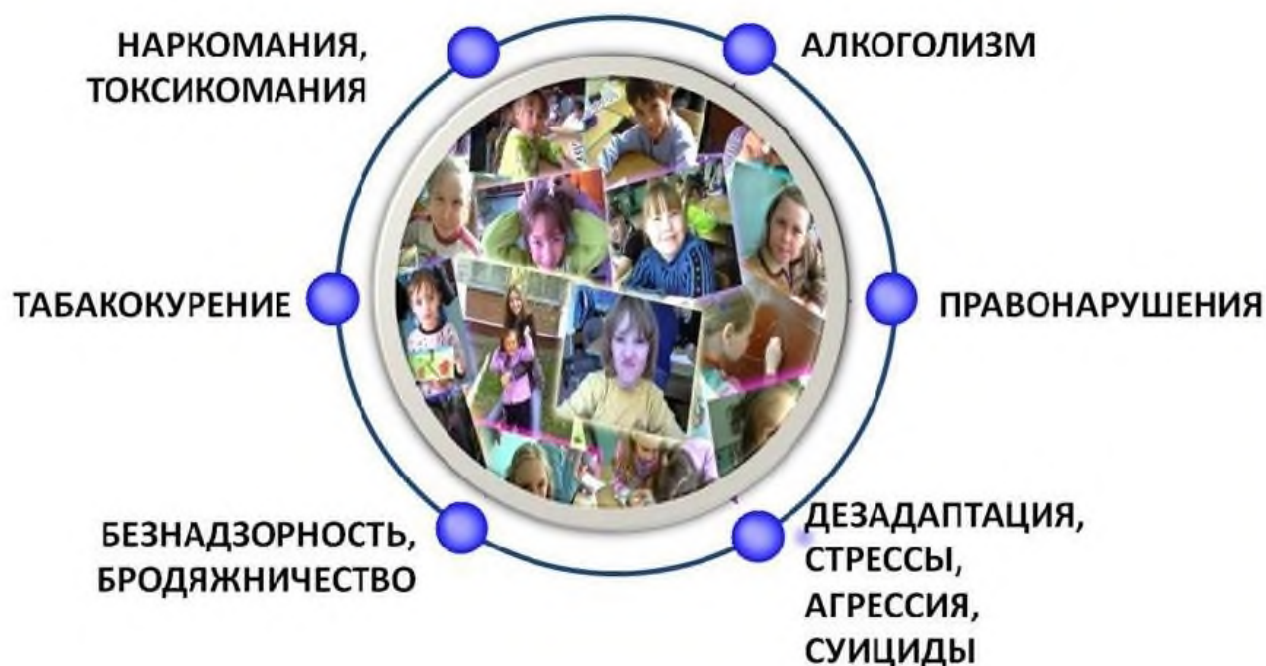 НАРКОМАНИЯ,
ТОКСИКОМАНИЯ
АЛКОГОЛИЗМ
ТАБАКОКУРЕНИЕ
ПРАВОНАРУШЕНИЯ
БЕЗНАДЗОРНОСТЬ,
БРОДЯЖНИЧЕСТВО
ДЕЗАДАПТАЦИЯ,
СТРЕССЫ,
АГРЕССИЯ,
СУИЦИДЫ